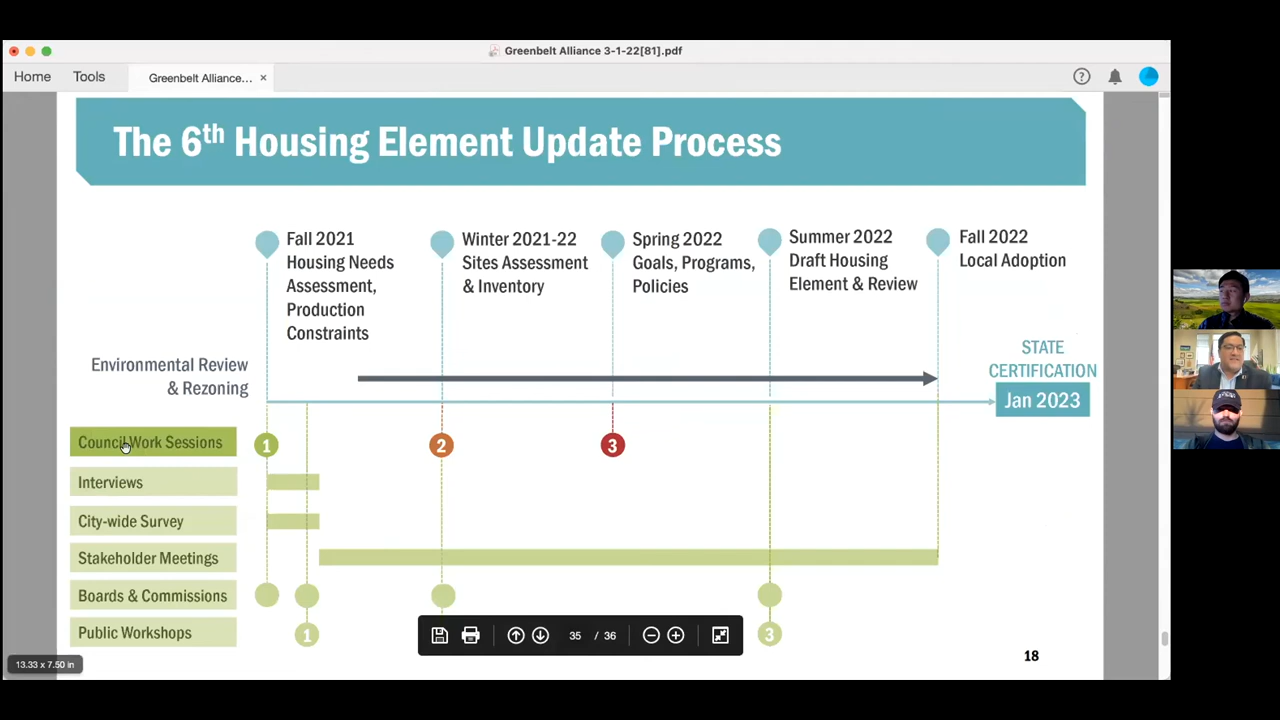 Greenbelt Alliance 3-1-22[81].pdf
Home
Tools
Greenbelt Alliance...
The 6th Housing Element Update Process
Fall 2021
Housing Needs
Assessment,
Production
Constraints
Winter 2021-22
Sites Assessment
& Inventory
Spring 2022
Goals, Programs,
Policies
Summer 2022
Draft Housing
Element & Review
Fall 2022
Local Adoption
Environmental Review
& Rezoning
STATE
CERTIFICATION
Jan 2023
Council Work Sessions
1
2
3
Interviews
City-wide Survey
Stakeholder Meetings
Boards & Commissions
Public Workshops
1
3
35 / 36
18
13.33 x 7.50 in